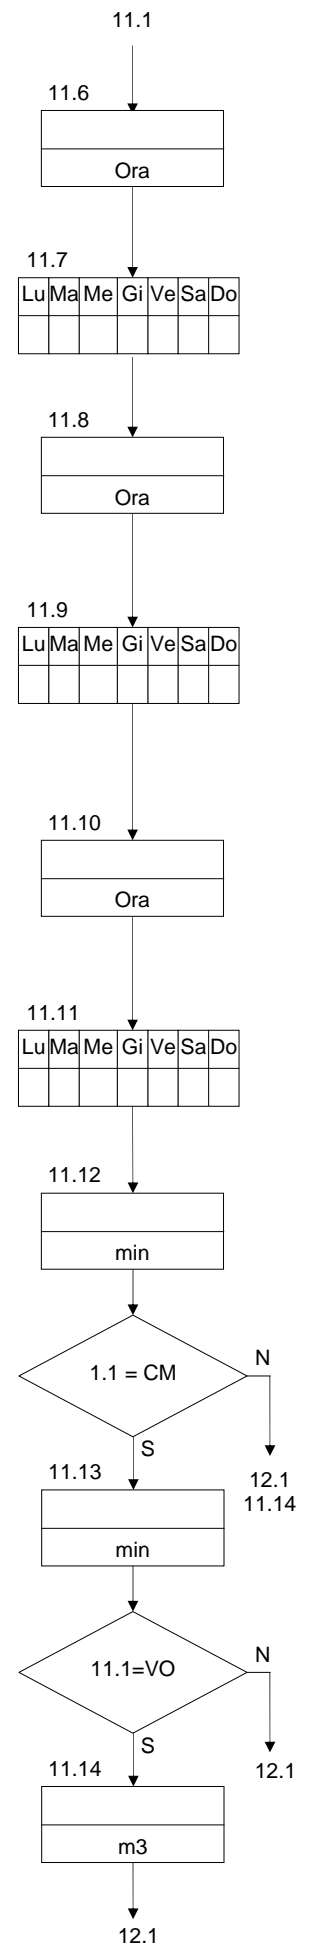 11.1
11.6
Ora
11.7
Lu Ma Me Gi Ve Sa Do
11.8
Ora
11.9
Lu Ma Me Gi Ve Sa Do
11.10
Ora
11.11
Lu Ma Me Gi Ve Sa Do
11.12
min
1.1 = CM
N
S
12.1
11.14
11.13
min
11.1=VO
N
S
12.1
11.14
m3
12.1